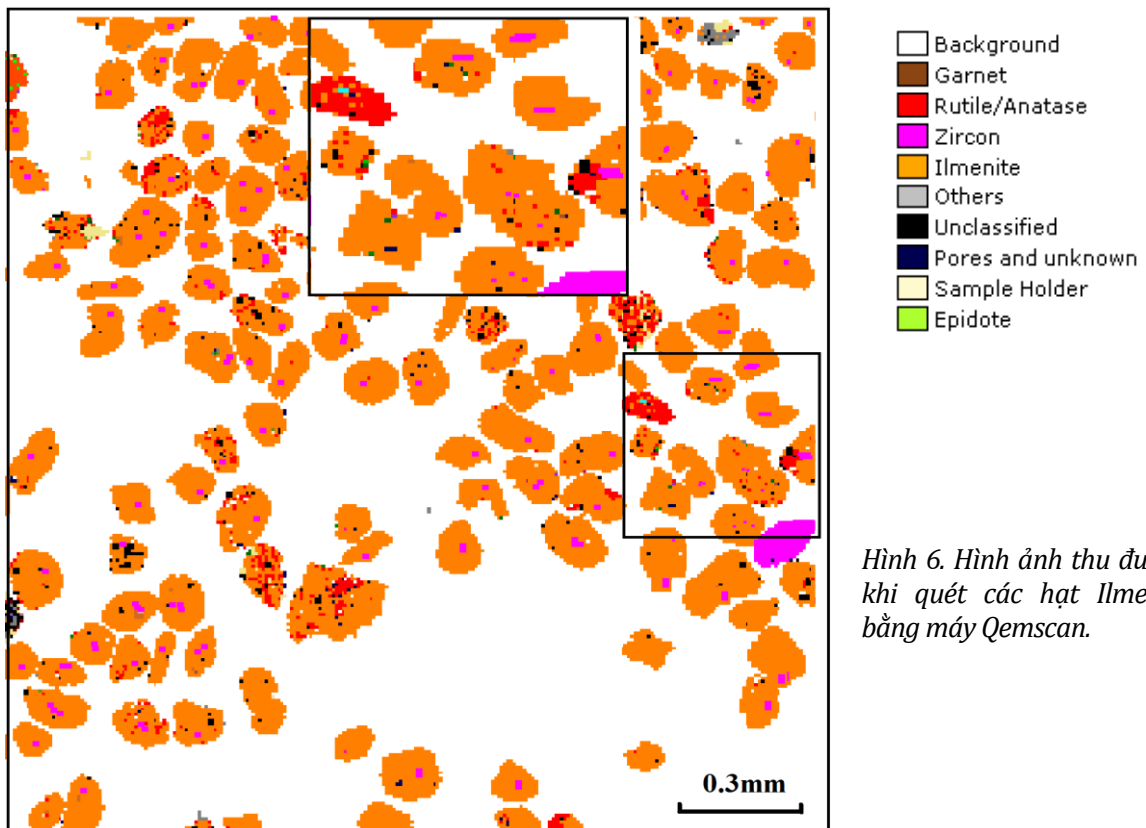 Background
Garnet
Rutile/Anatase
Zircon
Ilmenite
Others
Unclassified
Pores and unknown
Sample Holder
Epidote
0.3mm
Hình 6. Hình ảnh thu đư
khi quét các hạt Ilme
bằng máy Qemscan.